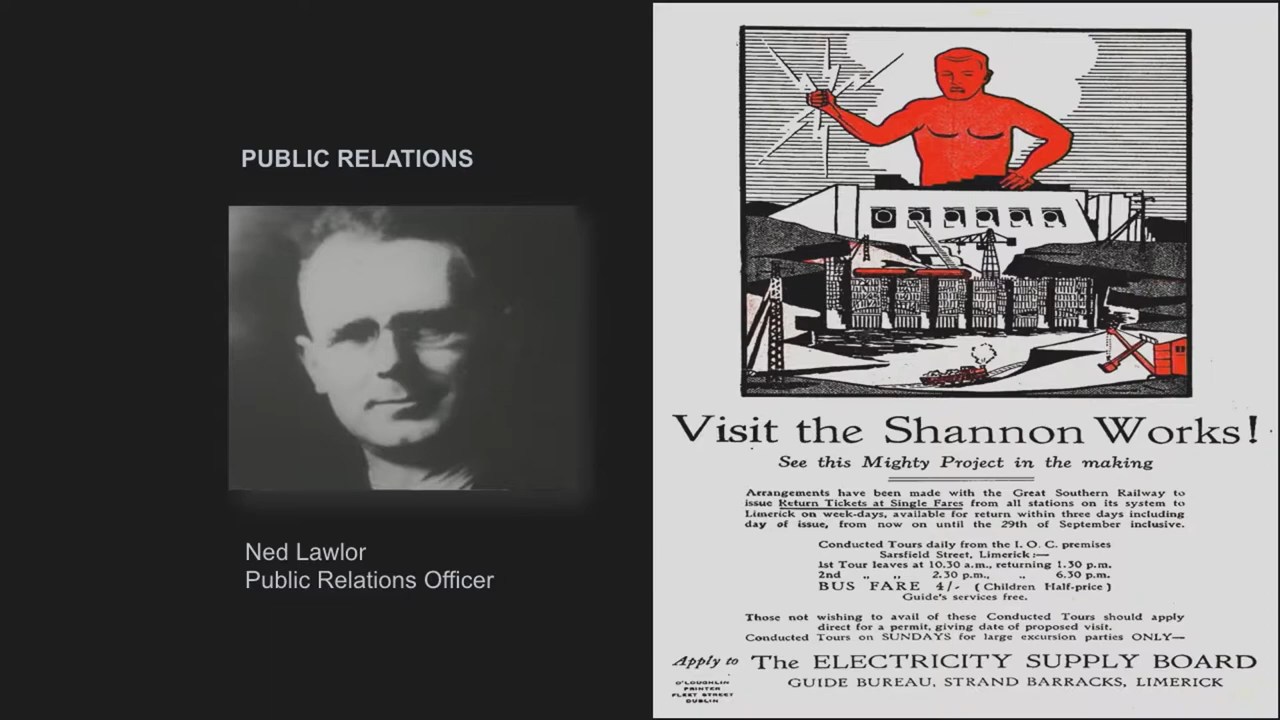 PUBLIC RELATIONS
Ned Lawlor
Public Relations Officer
Visit the Shannon Works!
See this Mighty Project in the making
Arrangements have been made with the Great Southern Railway to
issue Return Tickets at Single Fares from all stations on its system to
Limerick on week-days, available for return within three days including
day of issue, from now on until the 29th of September inclusive.
Conducted Tours daily from the I. O. C. premises
Sarsfield Street, Limerick:—
1st Tour leaves at 10.30 a.m., returning 1.30 p.m.
2nd „ „ 2.30 p.m., „ 6.30 p.m.
BUS FARE 4/- ( Children Half-price )
Guide's services free.
Those not wishing to avail of these Conducted Tours should apply
direct for a permit, giving date of proposed visit.
Conducted Tours on SUNDAYS for large excursion parties ONLY—
Apply to The ELECTRICITY SUPPLY BOARD
GUIDE BUREAU, STRAND BARRACKS, LIMERICK
O'LOUGHLIN
PRINTER
FLEET STREET
DUBLIN